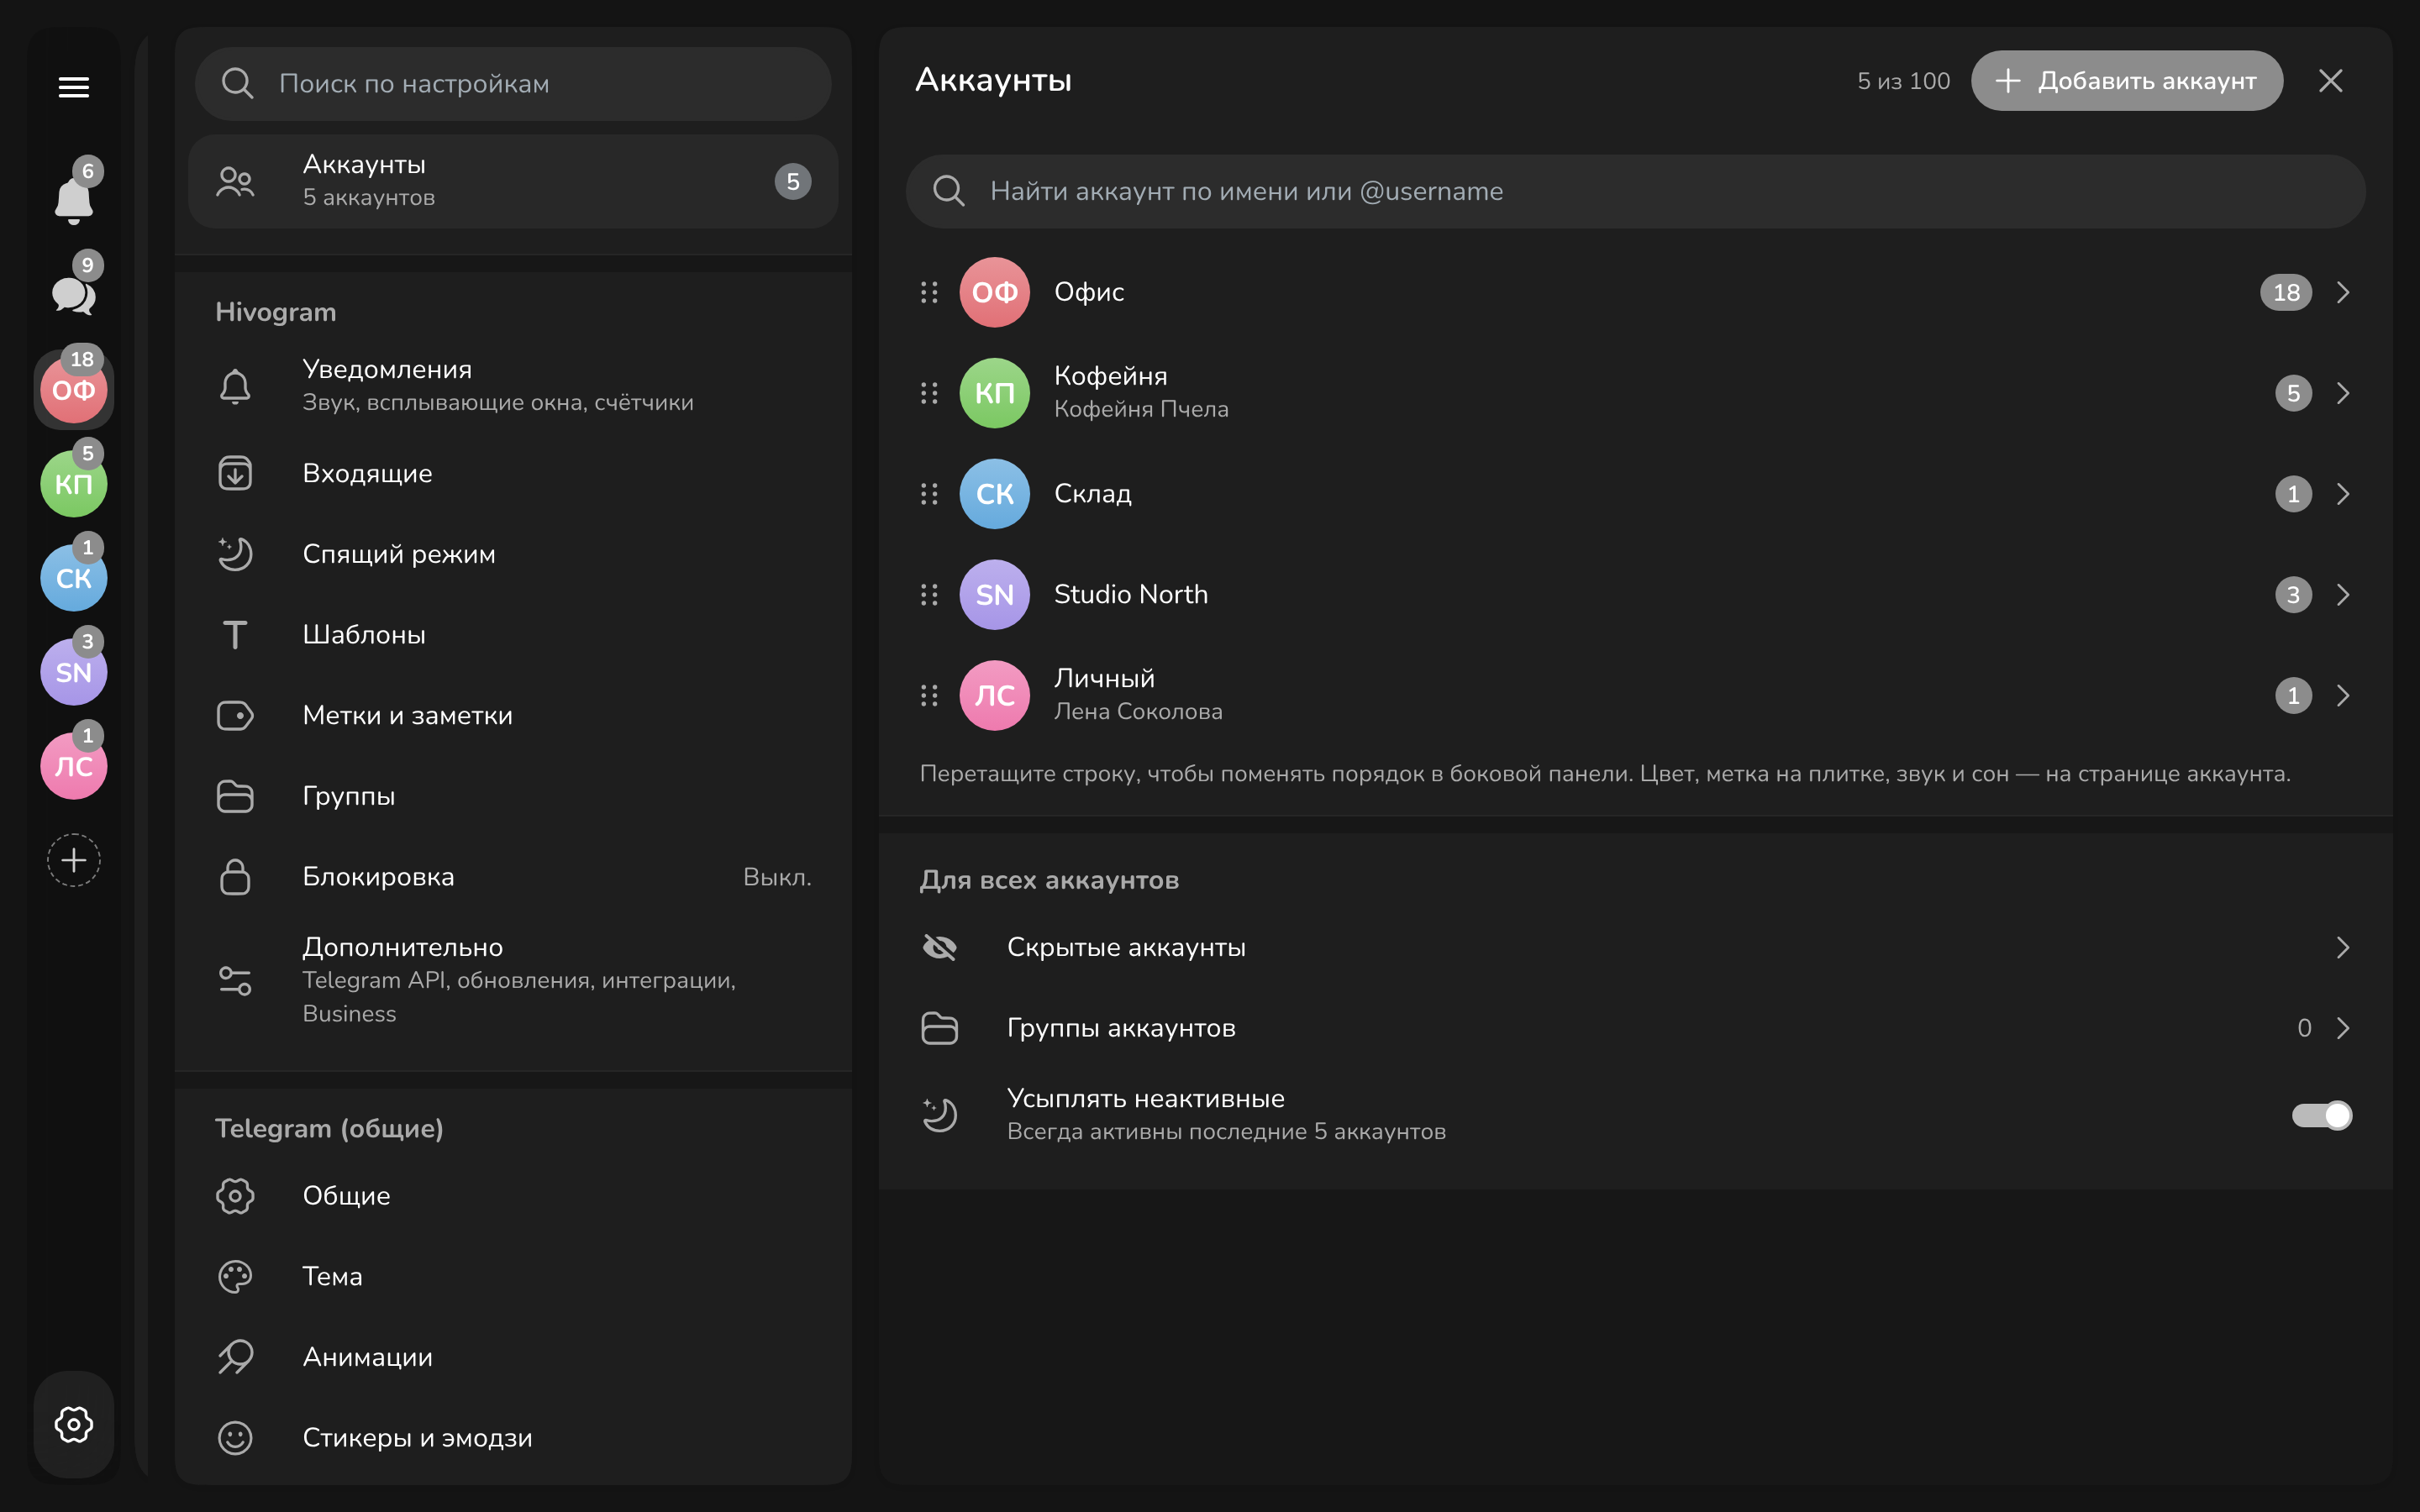 6
9
18
ОФ
5
КП
1
СК
3
SN
1
ЛС
Поиск по настройкам
Аккаунты
5 аккаунтов
5
Hivogram
Уведомления
Звук, всплывающие окна, счётчики
Входящие
Спящий режим
Шаблоны
Метки и заметки
Группы
Блокировка
Выкл.
Дополнительно
Telegram API, обновления, интеграции,
Business
Telegram (общие)
Общие
Тема
Анимации
Стикеры и эмодзи
Аккаунты
5 из 100
Добавить аккаунт
Найти аккаунт по имени или @username
ОФ
Офис
18
КП
Кофейня
Кофейня Пчела
5
СК
Склад
1
SN
Studio North
3
ЛС
Личный
Лена Соколова
1
Перетащите строку, чтобы поменять порядок в боковой панели. Цвет, метка на плитке, звук и сон — на странице аккаунта.
Для всех аккаунтов
Скрытые аккаунты
Группы аккаунтов
0
Усыплять неактивные
Всегда активны последние 5 аккаунтов